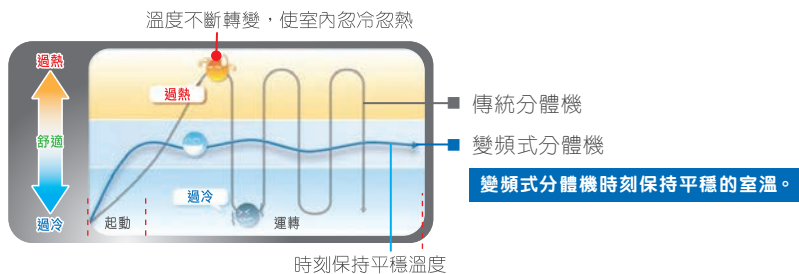 溫度不斷轉變，使室內忽冷忽熱
過熱
過熱
傳統分體機
舒適
變頻式分體機
變頻式分體機時刻保持平穩的室溫。
過冷
過冷
起動
運轉
時刻保持平穩溫度